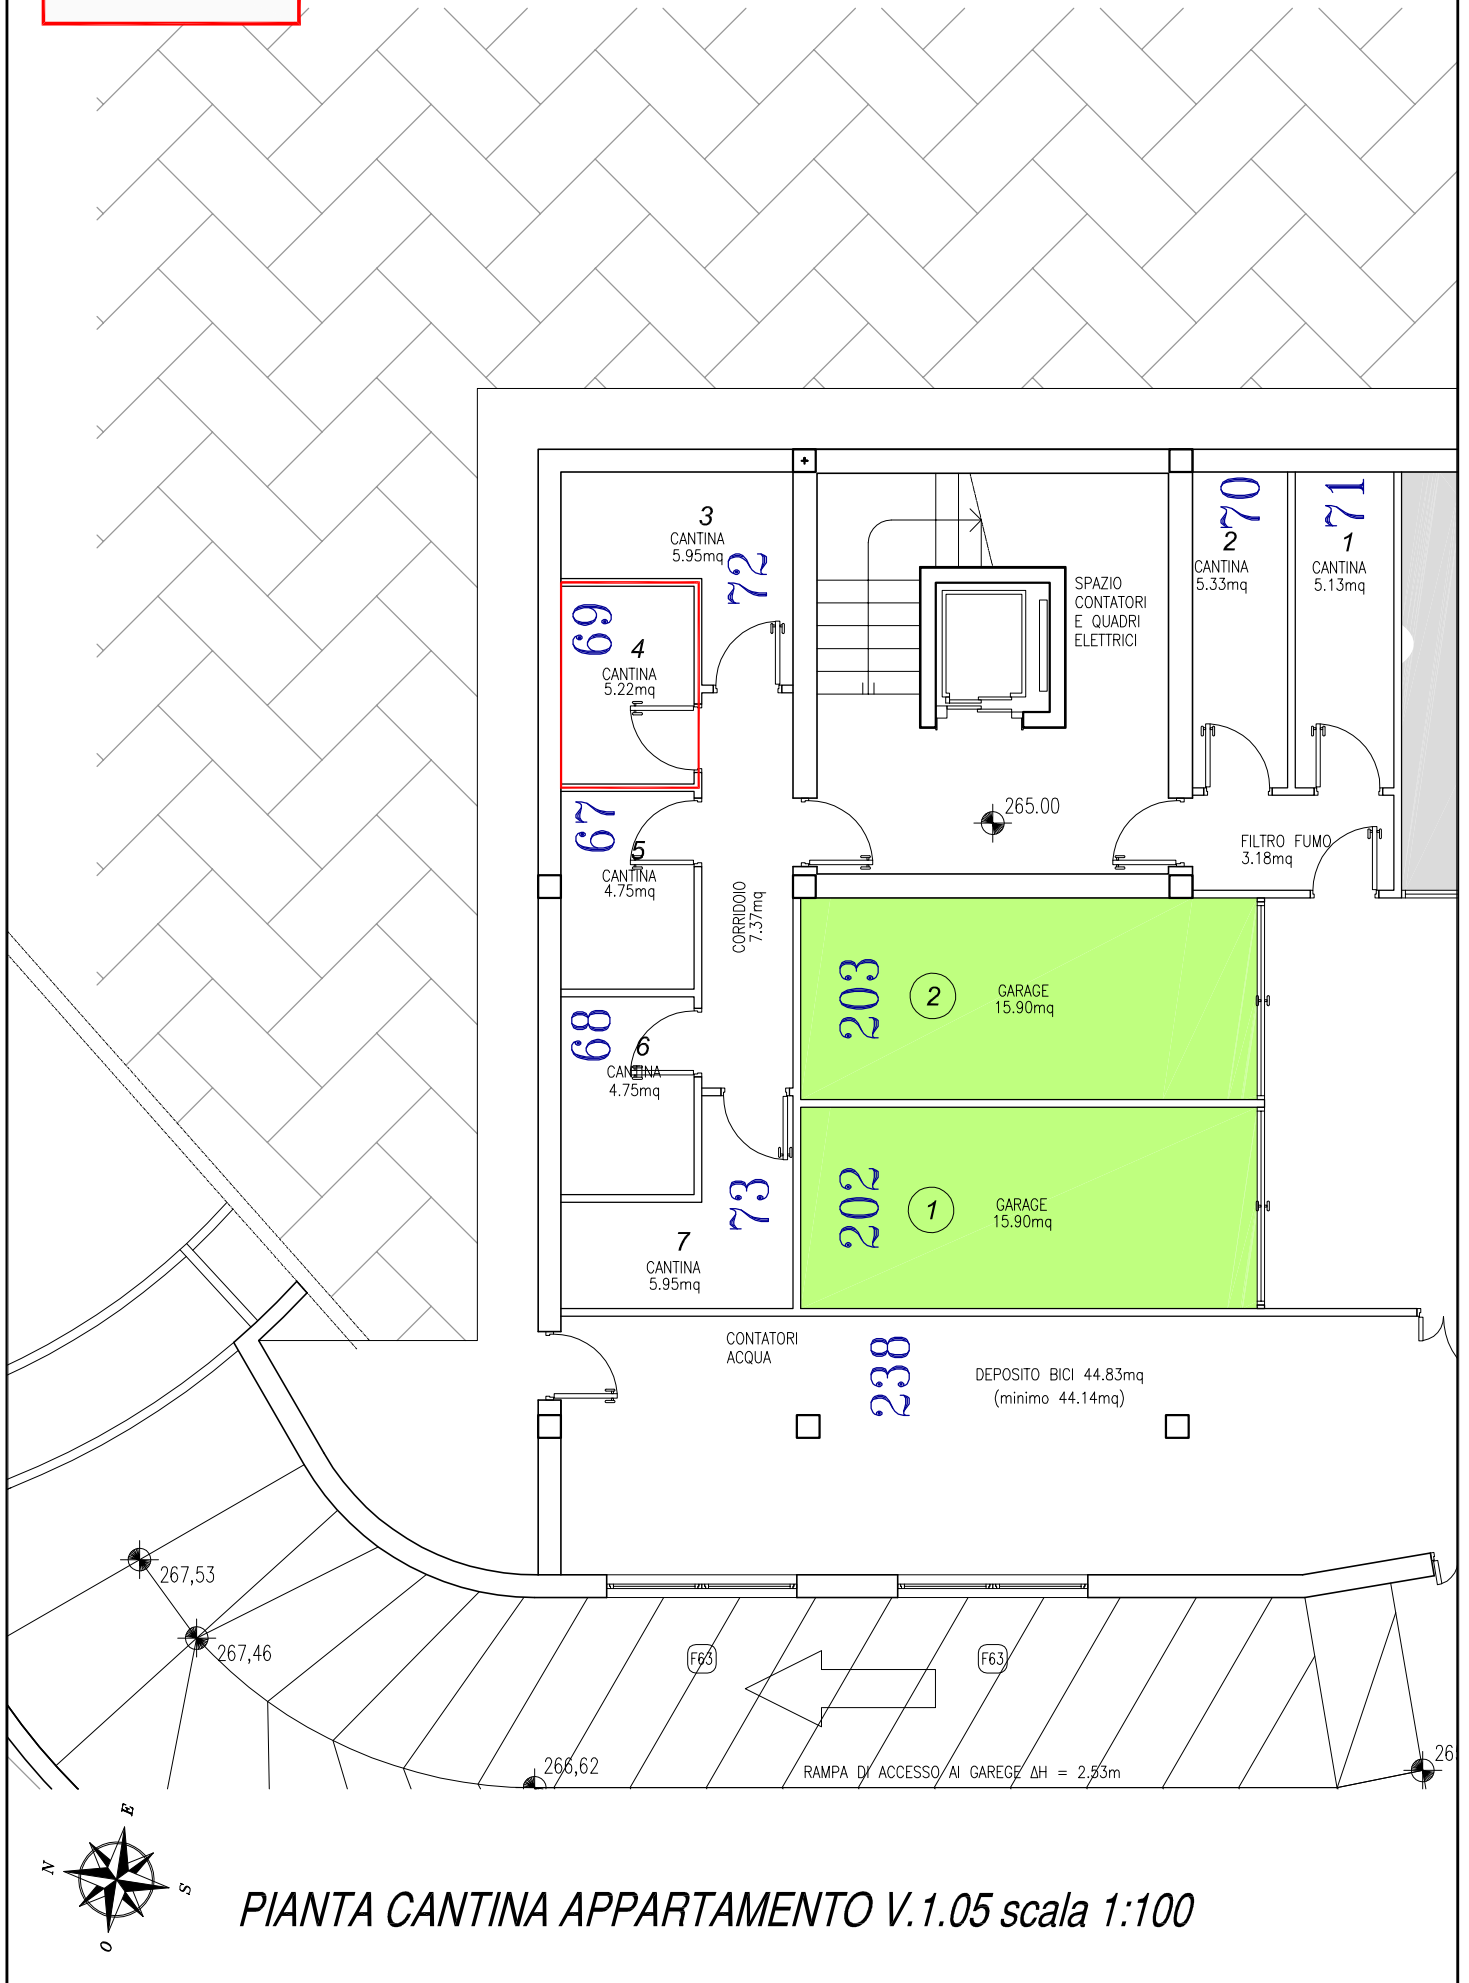 3
CANTINA
5.95mq
72
69
4
CANTINA
5.22mq
SPAZIO
CONTATORI
E QUADRI
ELETTRICI
70
2
CANTINA
5.33mq
71
1
CANTINA
5.13mq
67
5
CANTINA
4.75mq
265.00
FILTRO FUMO
3.18mq
CORRIDOIO
7.37mq
203
2
GARAGE
15.90mq
68
6
CANTINA
4.75mq
73
7
CANTINA
5.95mq
202
1
GARAGE
15.90mq
CONTATORI
ACQUA
238
DEPOSITO BICI 44.83mq
(minimo 44.14mq)
267,53
267,46
F63
F63
266,62
RAMPA DI ACCESSO AI GAREGE ΔH = 2.53m
E
N
S
O
PIANTA CANTINA APPARTAMENTO V.1.05 scala 1:100